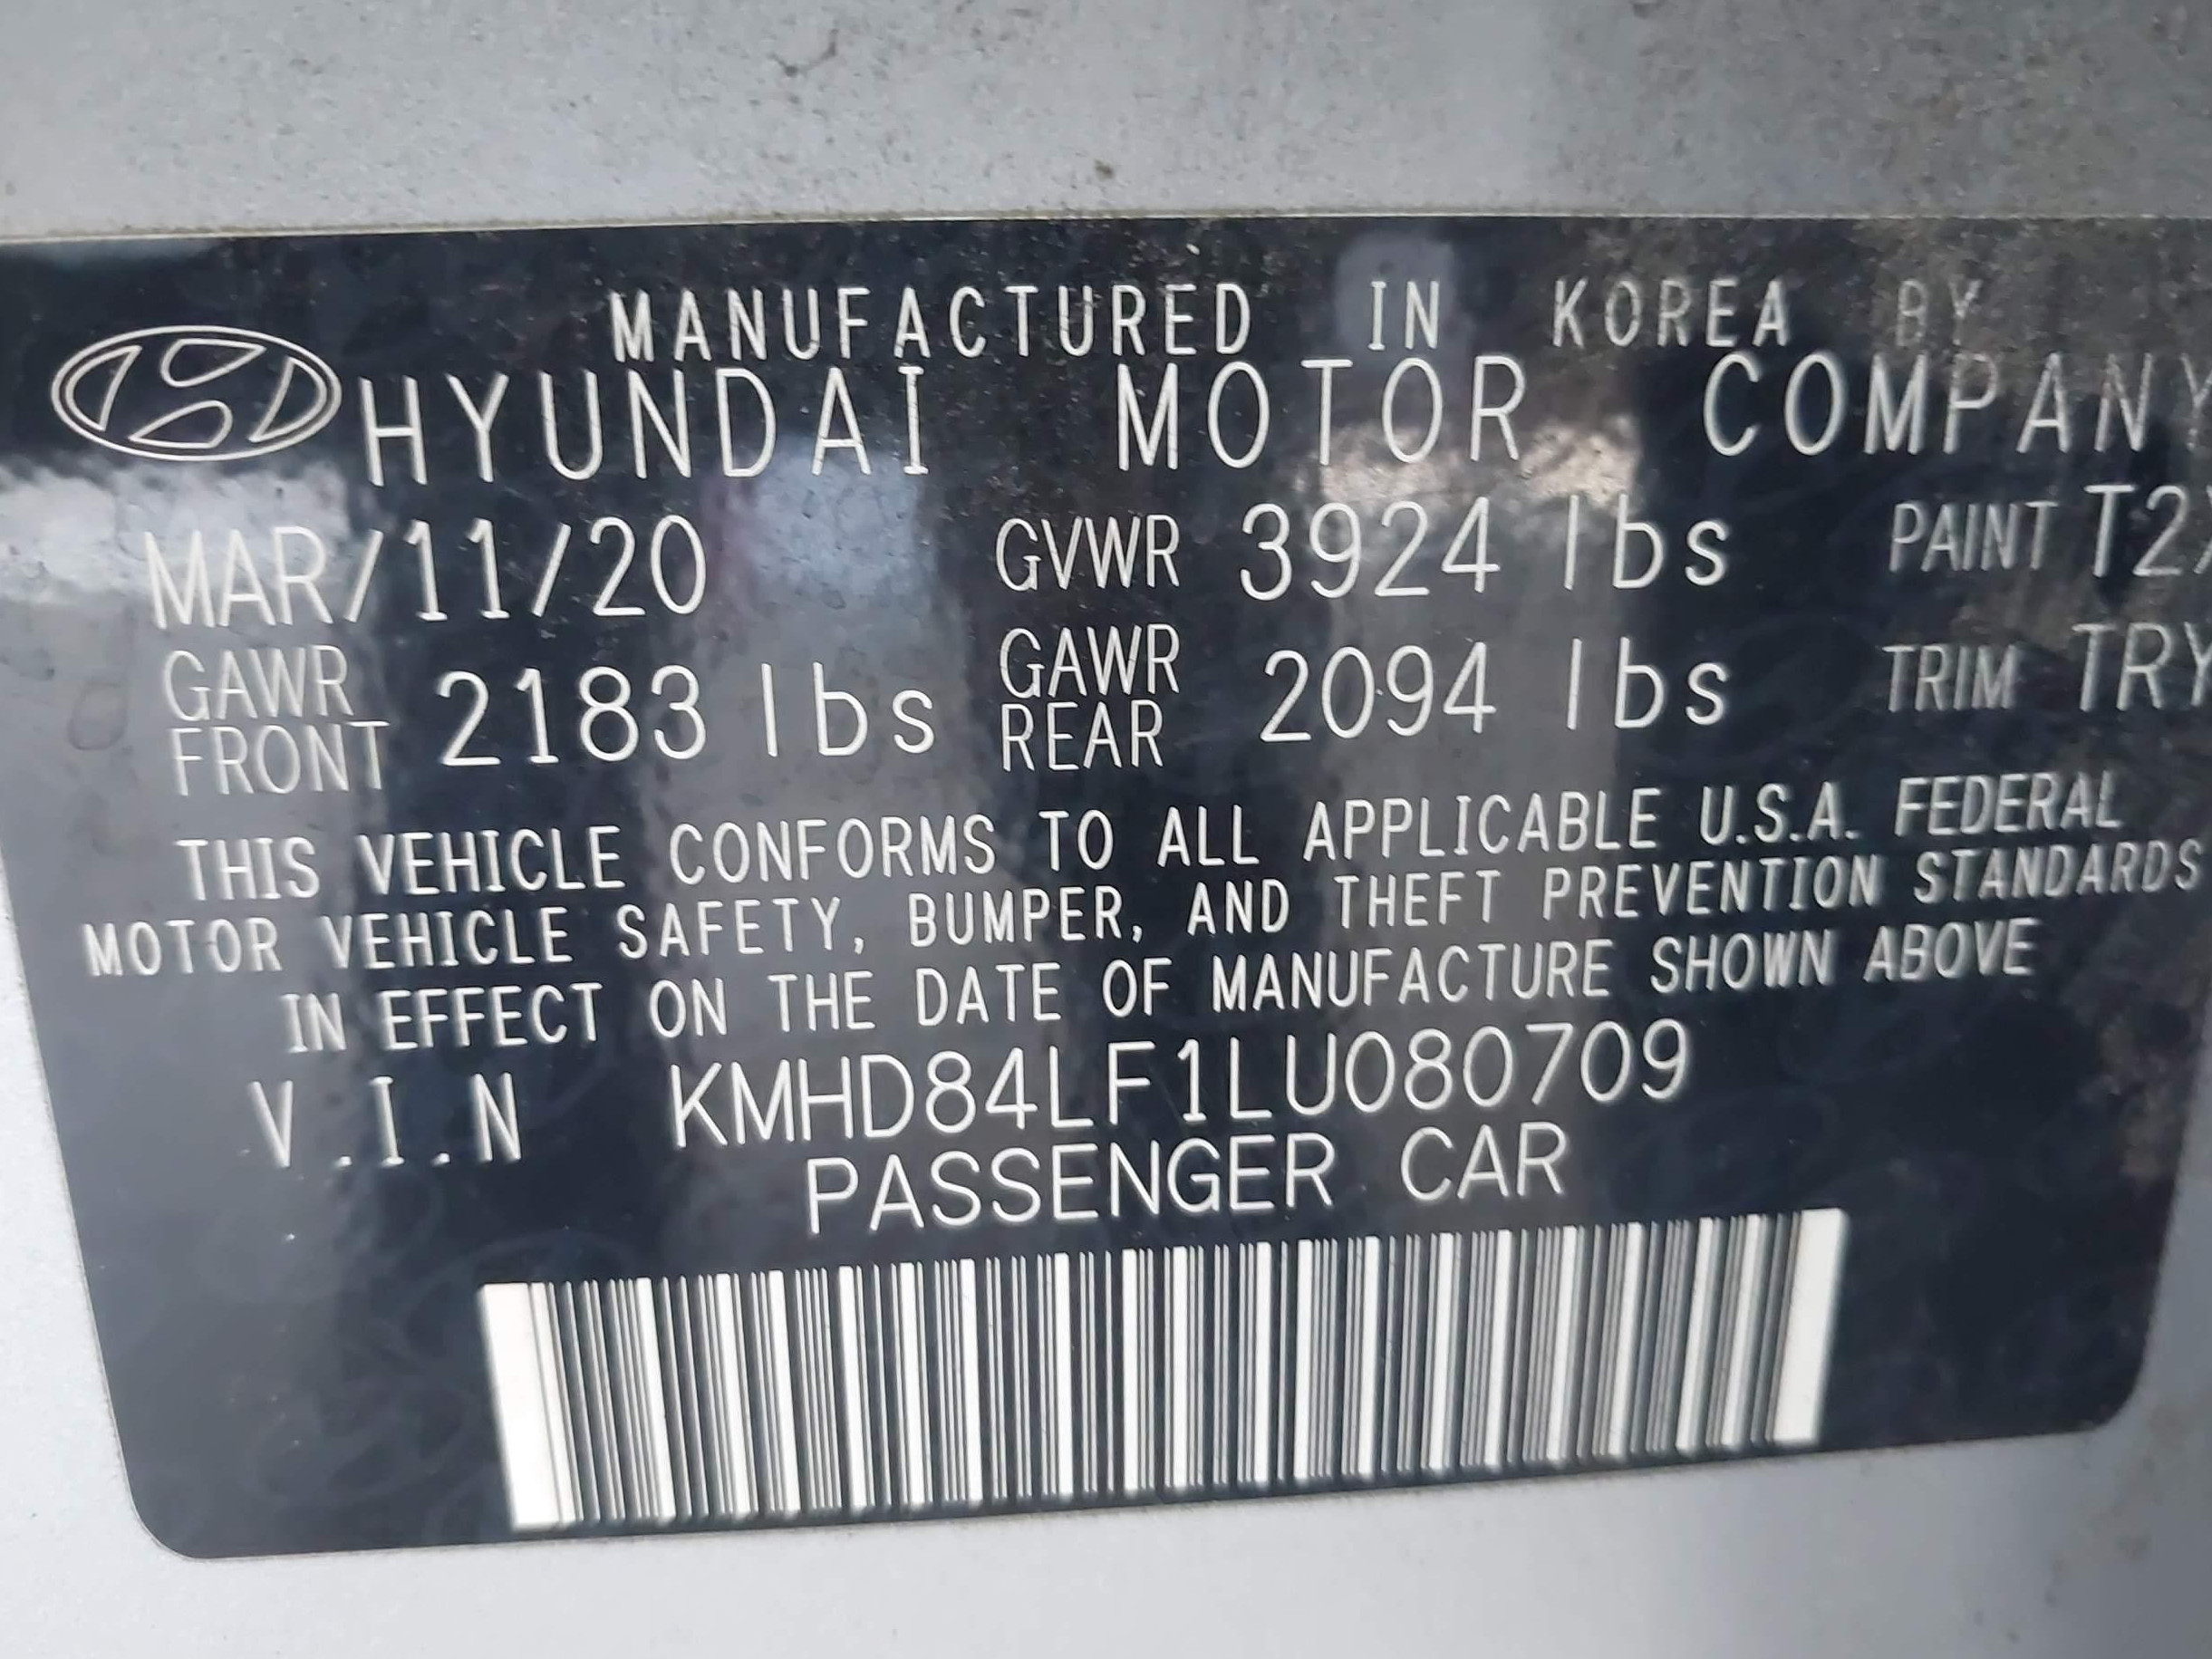 MANUFACTURED IN KOREA BY
HYUNDAI MOTOR COMPANY
MAR/11/20 GVWR 3924 lbs PAINT T2
GAWR FRONT 2183 lbs GAWR REAR 2094 lbs TRIM TRY
THIS VEHICLE CONFORMS TO ALL APPLICABLE U.S.A. FEDERAL
MOTOR VEHICLE SAFETY, BUMPER, AND THEFT PREVENTION STANDARDS
IN EFFECT ON THE DATE OF MANUFACTURE SHOWN ABOVE
V.I.N KMHD84LF1LU080709
PASSENGER CAR